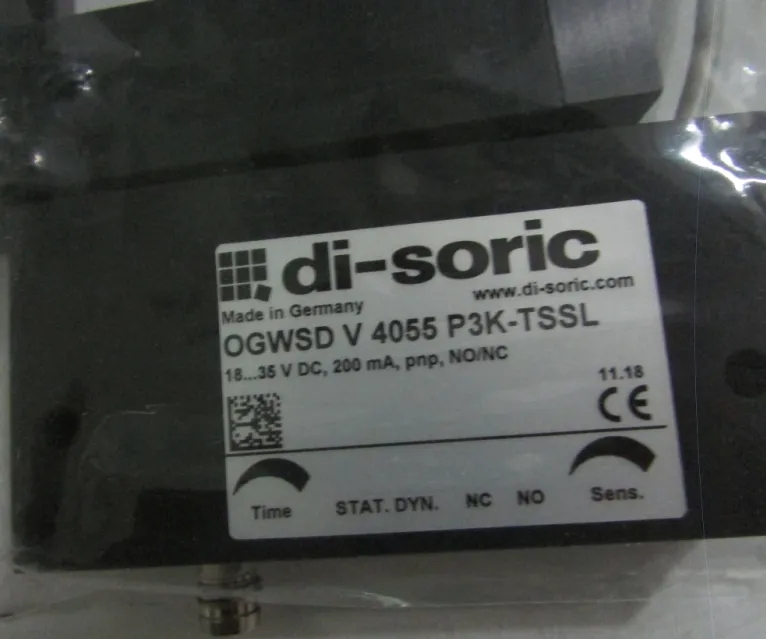 di-soric
www.di-soric.com
Made in Germany
OGWSD V 4055 P3K-TSSL
18...35 V DC, 200 mA, pnp, NO/NC
11.18
CE
Time STAT. DYN. NC NO Sens.